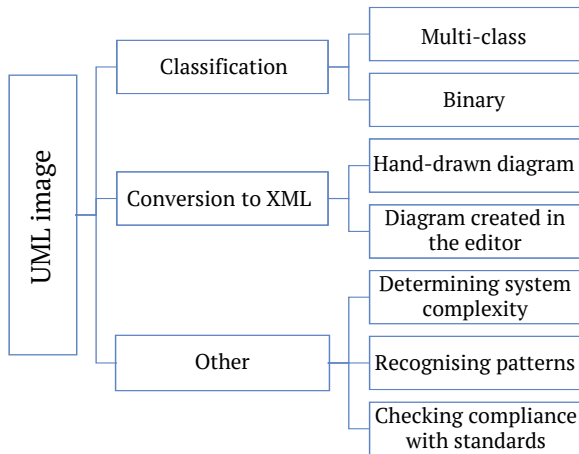 UML image
Classification
Multi-class
Binary
Conversion to XML
Hand-drawn diagram
Diagram created in
the editor
Other
Determining system
complexity
Recognising patterns
Checking compliance
with standards